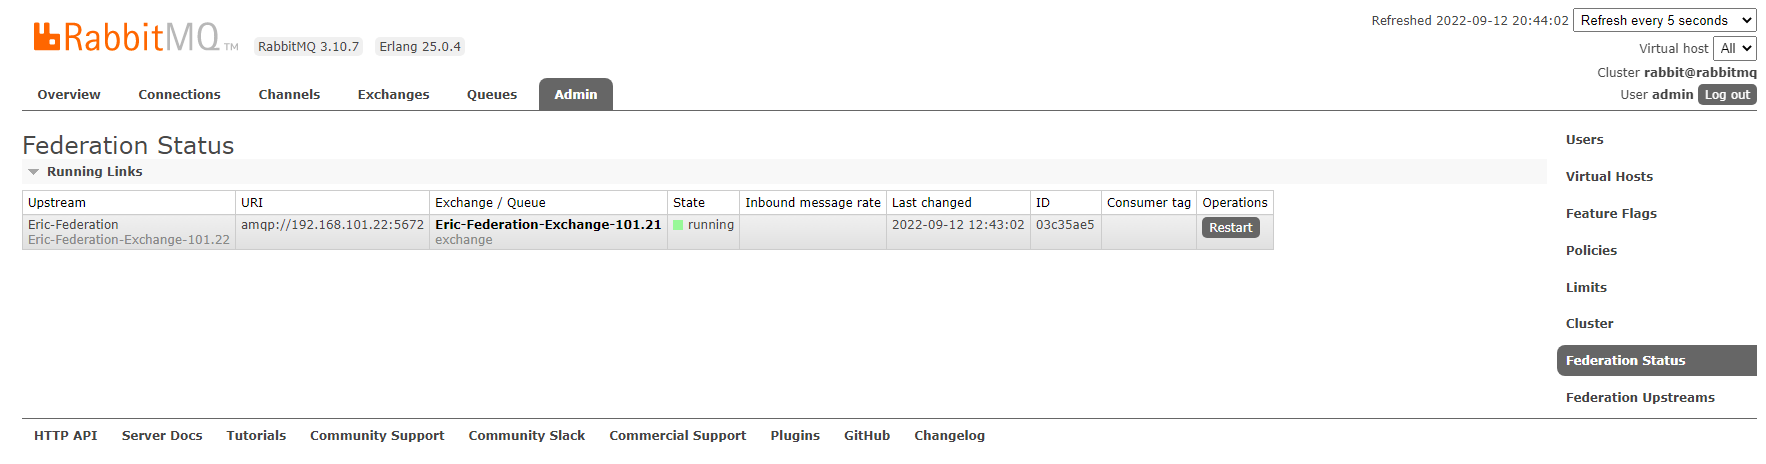 Refreshed 2022-09-12 20:44:02 Refresh every 5 seconds
RabbitMQ TM RabbitMQ 3.10.7 Erlang 25.0.4
Virtual host All
Cluster rabbit@rabbitmq
User admin Log out
Overview Connections Channels Exchanges Queues Admin
Federation Status
Running Links
Upstream URI Exchange / Queue State Inbound message rate Last changed ID Consumer tag Operations
Eric-Federation amqp://192.168.101.22:5672 Eric-Federation-Exchange-101.21 running 2022-09-12 12:43:02 03c35ae5 Restart
Eric-Federation-Exchange-101.22 exchange
Users
Virtual Hosts
Feature Flags
Policies
Limits
Cluster
Federation Status
Federation Upstreams
HTTP API Server Docs Tutorials Community Support Community Slack Commercial Support Plugins GitHub Changelog